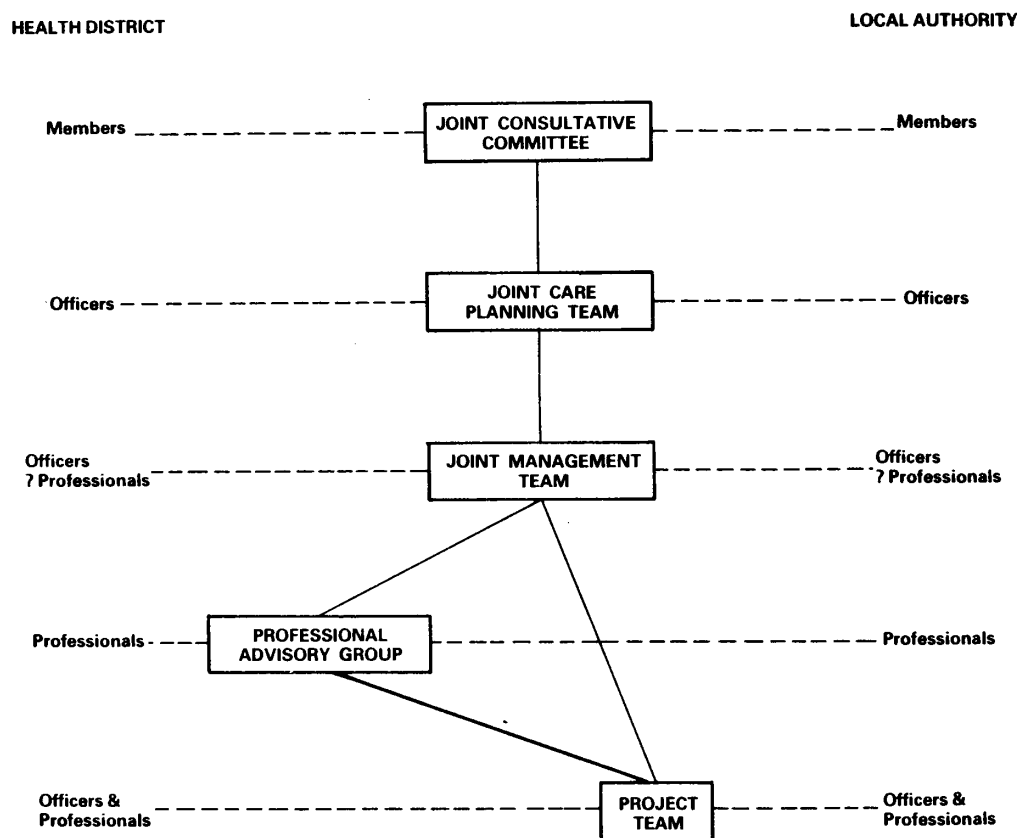 HEALTH DISTRICT
LOCAL AUTHORITY
Members
JOINT CONSULTATIVE
COMMITTEE
Members
Officers
JOINT CARE
PLANNING TEAM
Officers
Officers
? Professionals
JOINT MANAGEMENT
TEAM
Officers
? Professionals
Professionals
PROFESSIONAL
ADVISORY GROUP
Professionals
Officers &
Professionals
PROJECT
TEAM
Officers &
Professionals